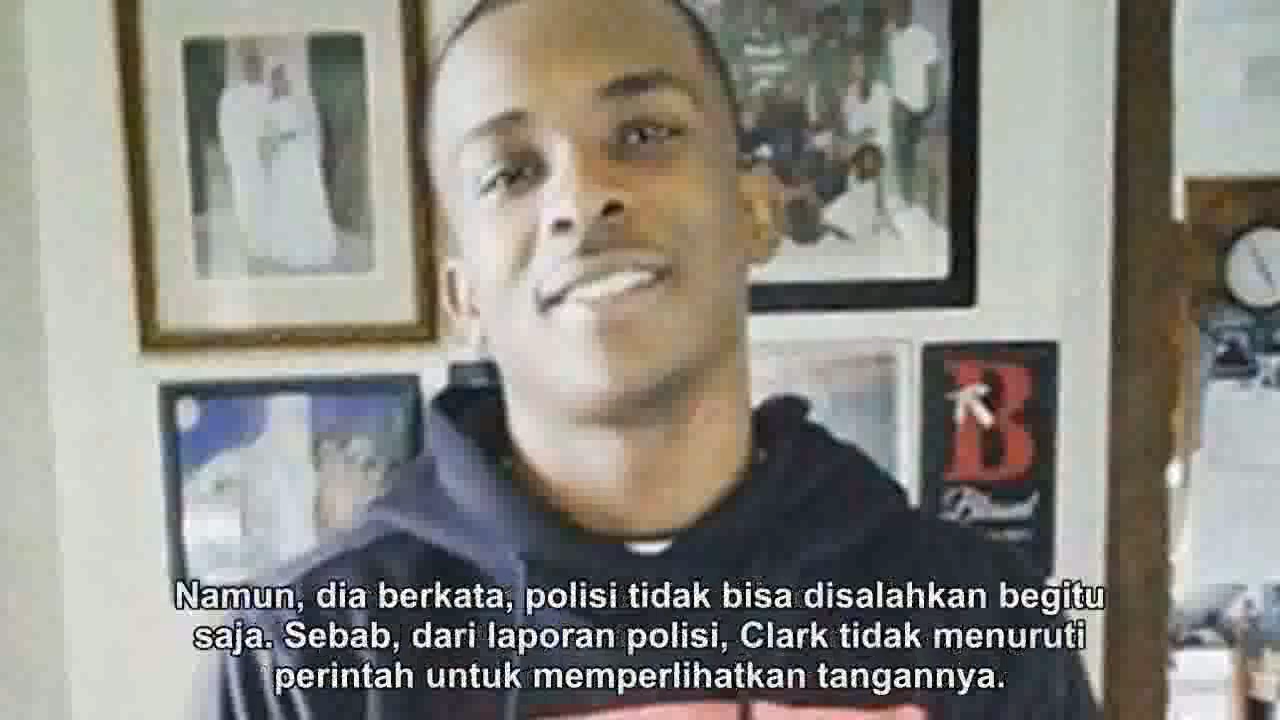 B
Blessed
Namun, dia berkata, polisi tidak bisa disalahkan begitu
saja. Sebab, dari laporan polisi, Clark tidak menuruti
perintah untuk memperlihatkan tangannya.